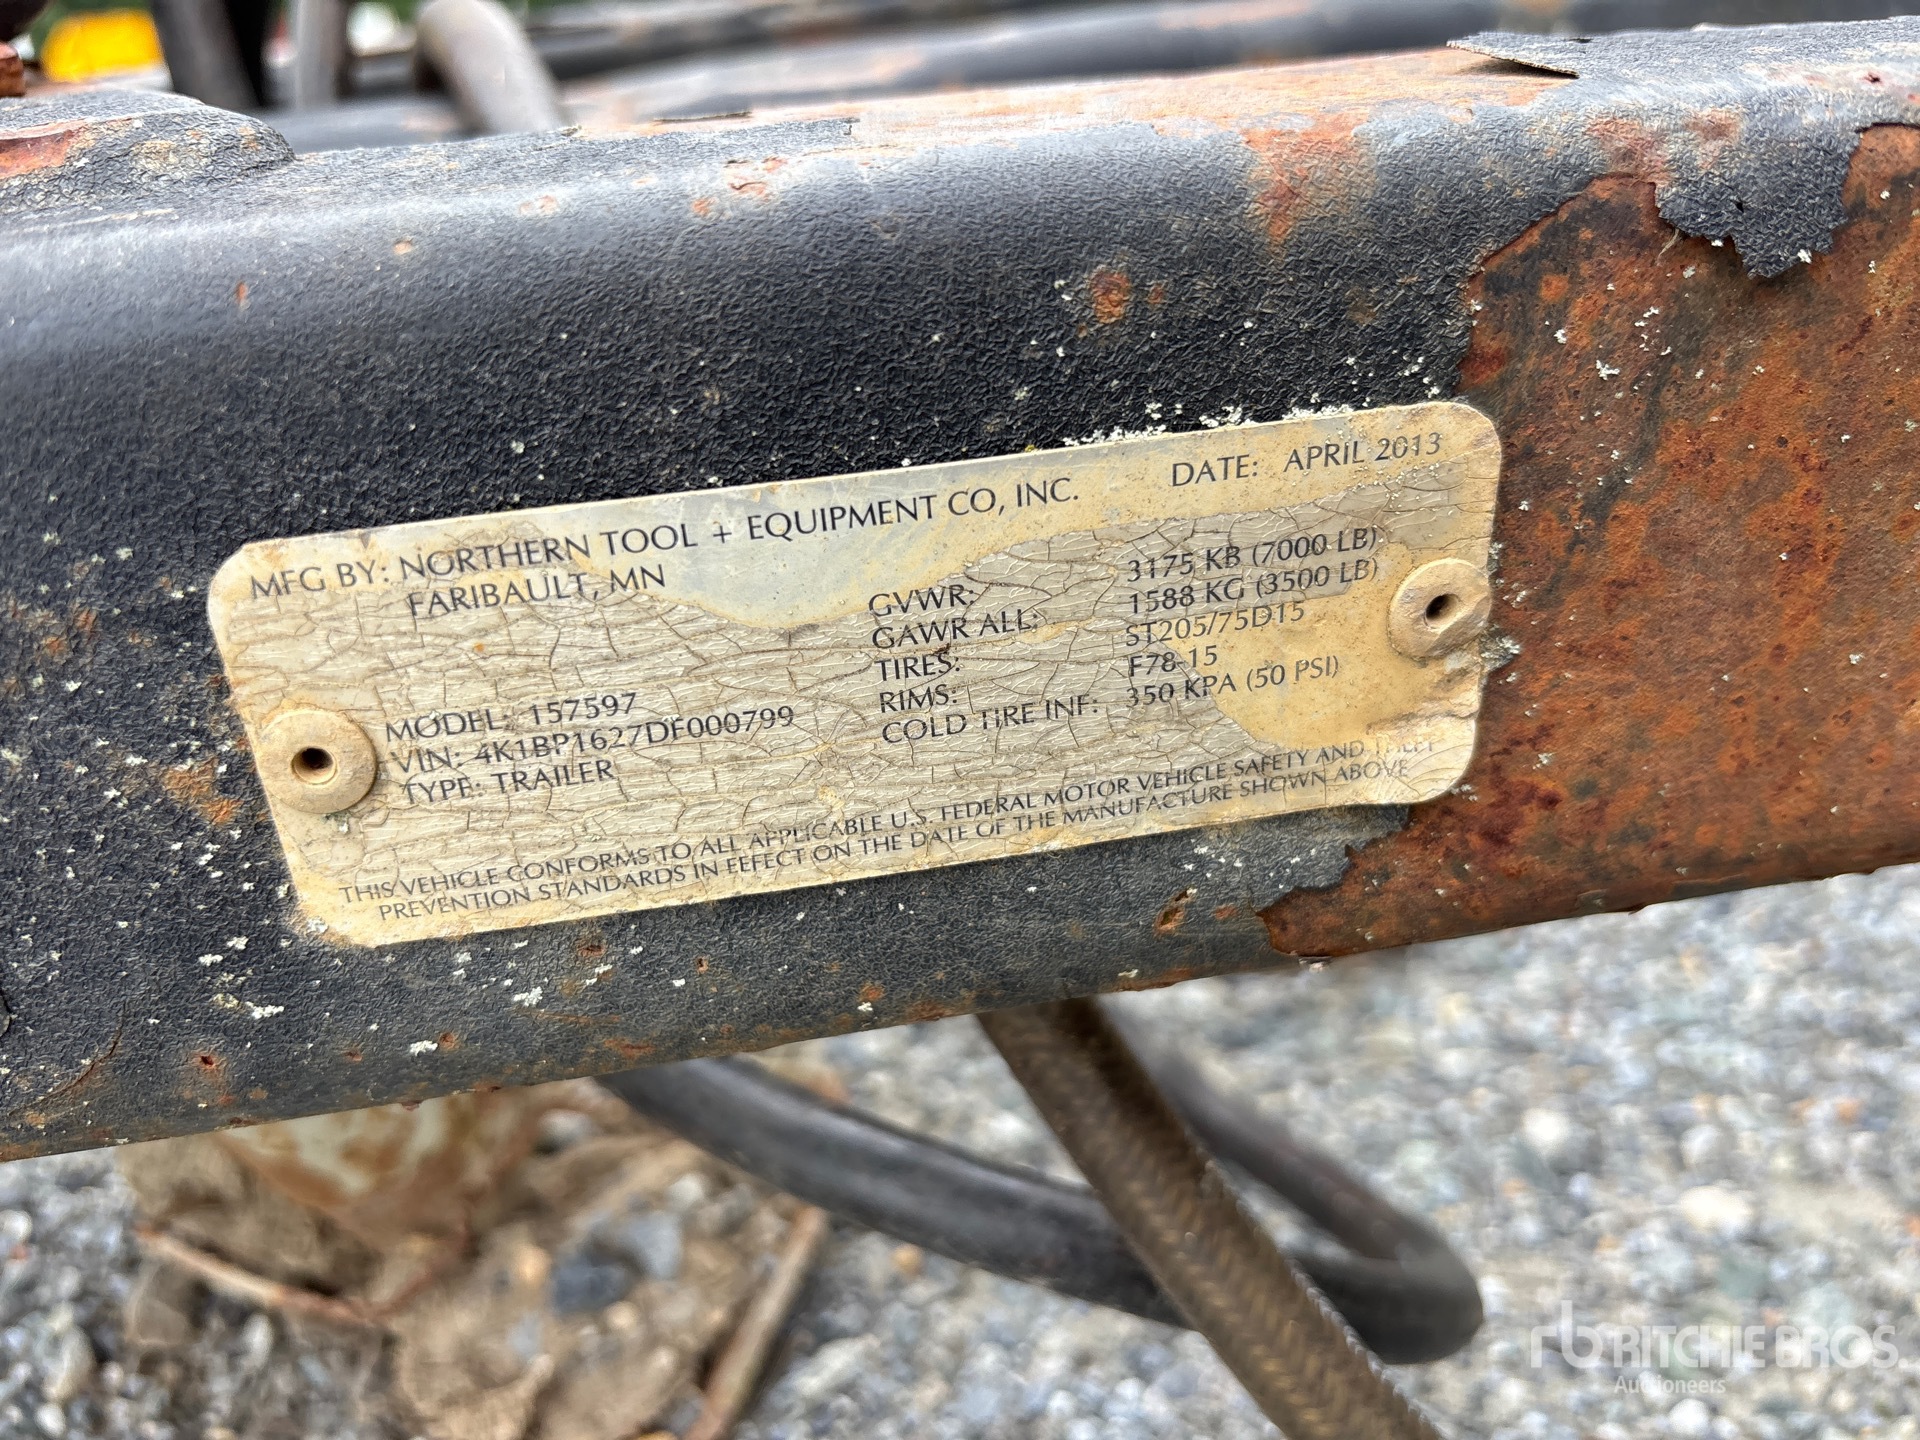 MFG BY: NORTHERN TOOL + EQUIPMENT CO, INC. DATE: APRIL 2013
FARIBAULT, MN
GVWR: 3175 KB (7000 LB)
GAWR ALL: 1588 KG (3500 LB)
TIRES: ST205/75D15
RIMS: F78-15
COLD TIRE INF: 350 KPA (50 PSI)
MODEL: 157597
VIN: 4K1BP1627DF000799
TYPE: TRAILER
THIS VEHICLE CONFORMS TO ALL APPLICABLE U.S. FEDERAL MOTOR VEHICLE SAFETY AND THEFT
PREVENTION STANDARDS IN EFFECT ON THE DATE OF THE MANUFACTURE SHOWN ABOVE
rb RITCHIE BROS.
Auctioneers